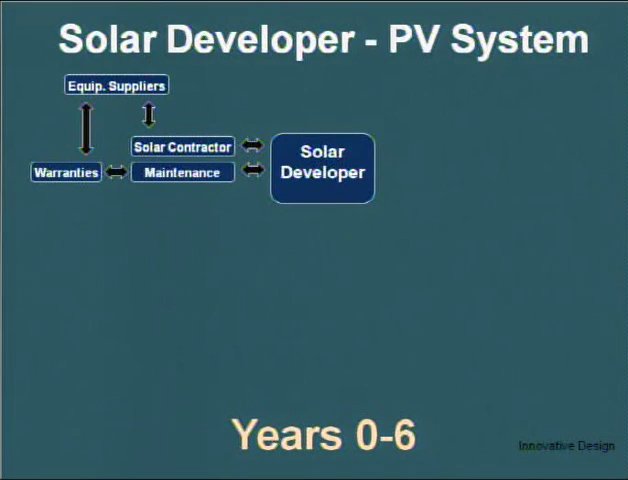 Solar Developer - PV System
Equip. Suppliers
Solar Contractor
Solar
Developer
Warranties
Maintenance
Years 0-6
Innovative Design